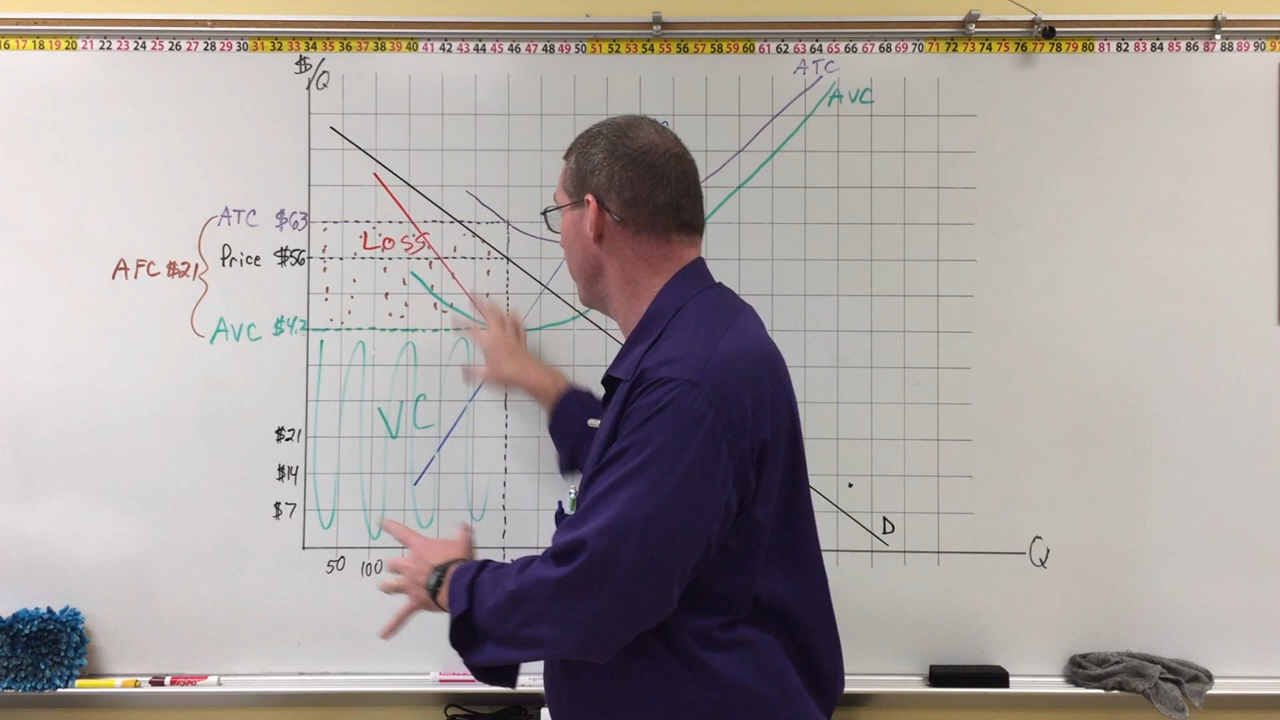 16 17 18 19 20 21 22 23 24 25 26 27 28 29 30 31 32 33 34 35 36 37 38 39 40 41 42 43 44 45 46 47 48 49 50 51 52 53 54 55 56 57 58 59 60 61 62 63 64 65 66 67 68 69 70 71 72 73 74 75 76 77 78 79 80 81 82 83 84 85 86 87 88 89 90
$/Q
ATC
AVC
ATC $63
Loss
Price $56
AFC $21
AVC $42
VC
$21
$14
$7
D
50 100
Q
EXPO